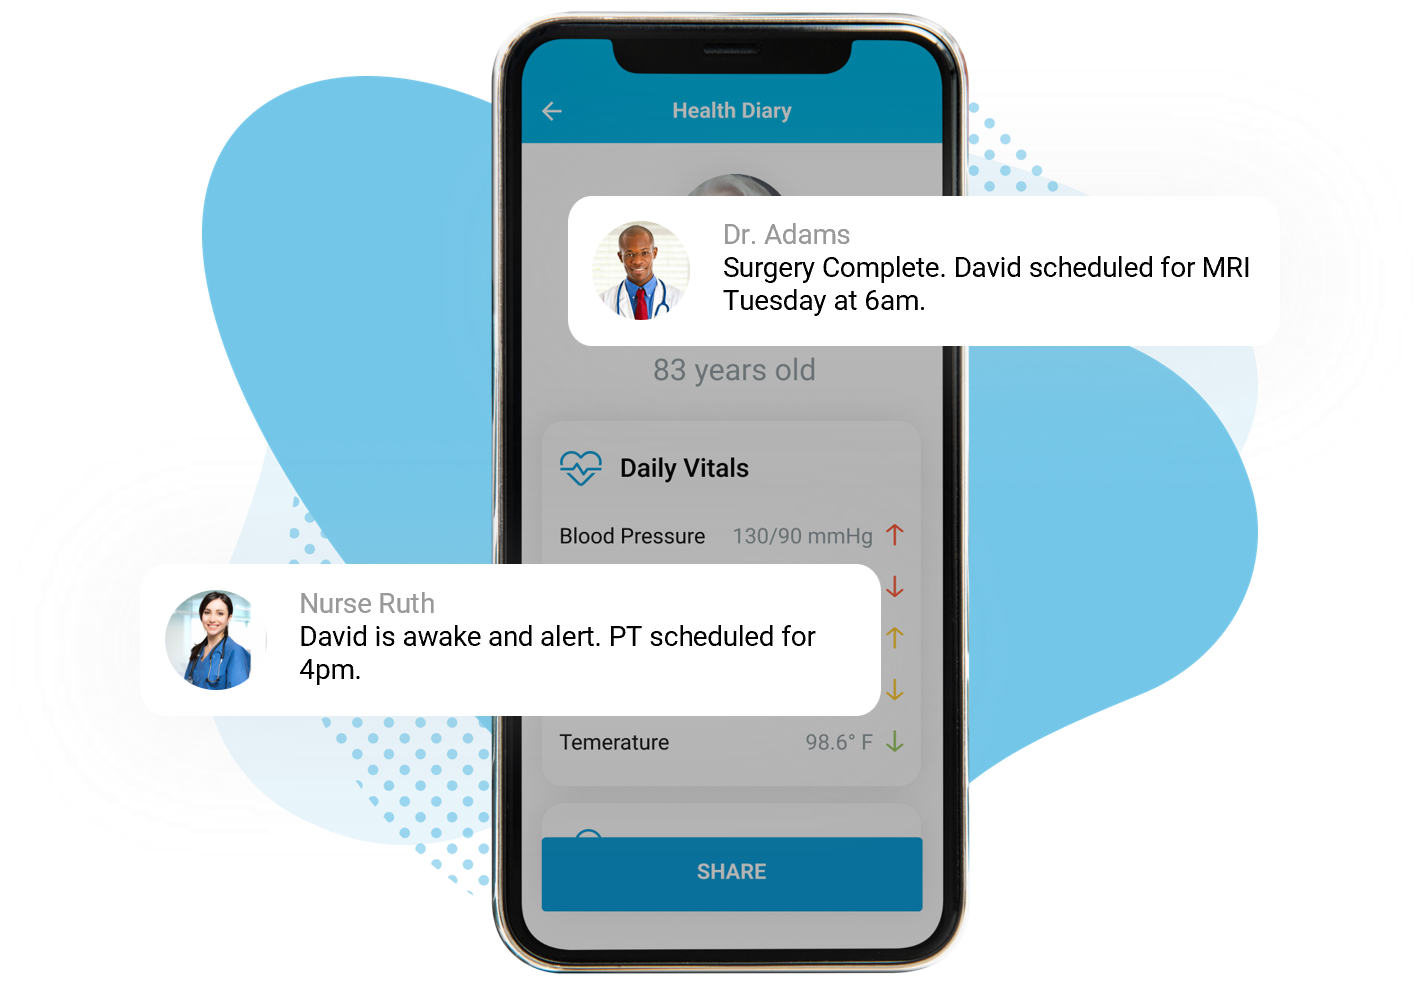 Health Diary
Dr. Adams
Surgery Complete. David scheduled for MRI
Tuesday at 6am.
83 years old
Daily Vitals
Blood Pressure 130/90 mmHg
Nurse Ruth
David is awake and alert. PT scheduled for
4pm.
Temerature 98.6° F
SHARE